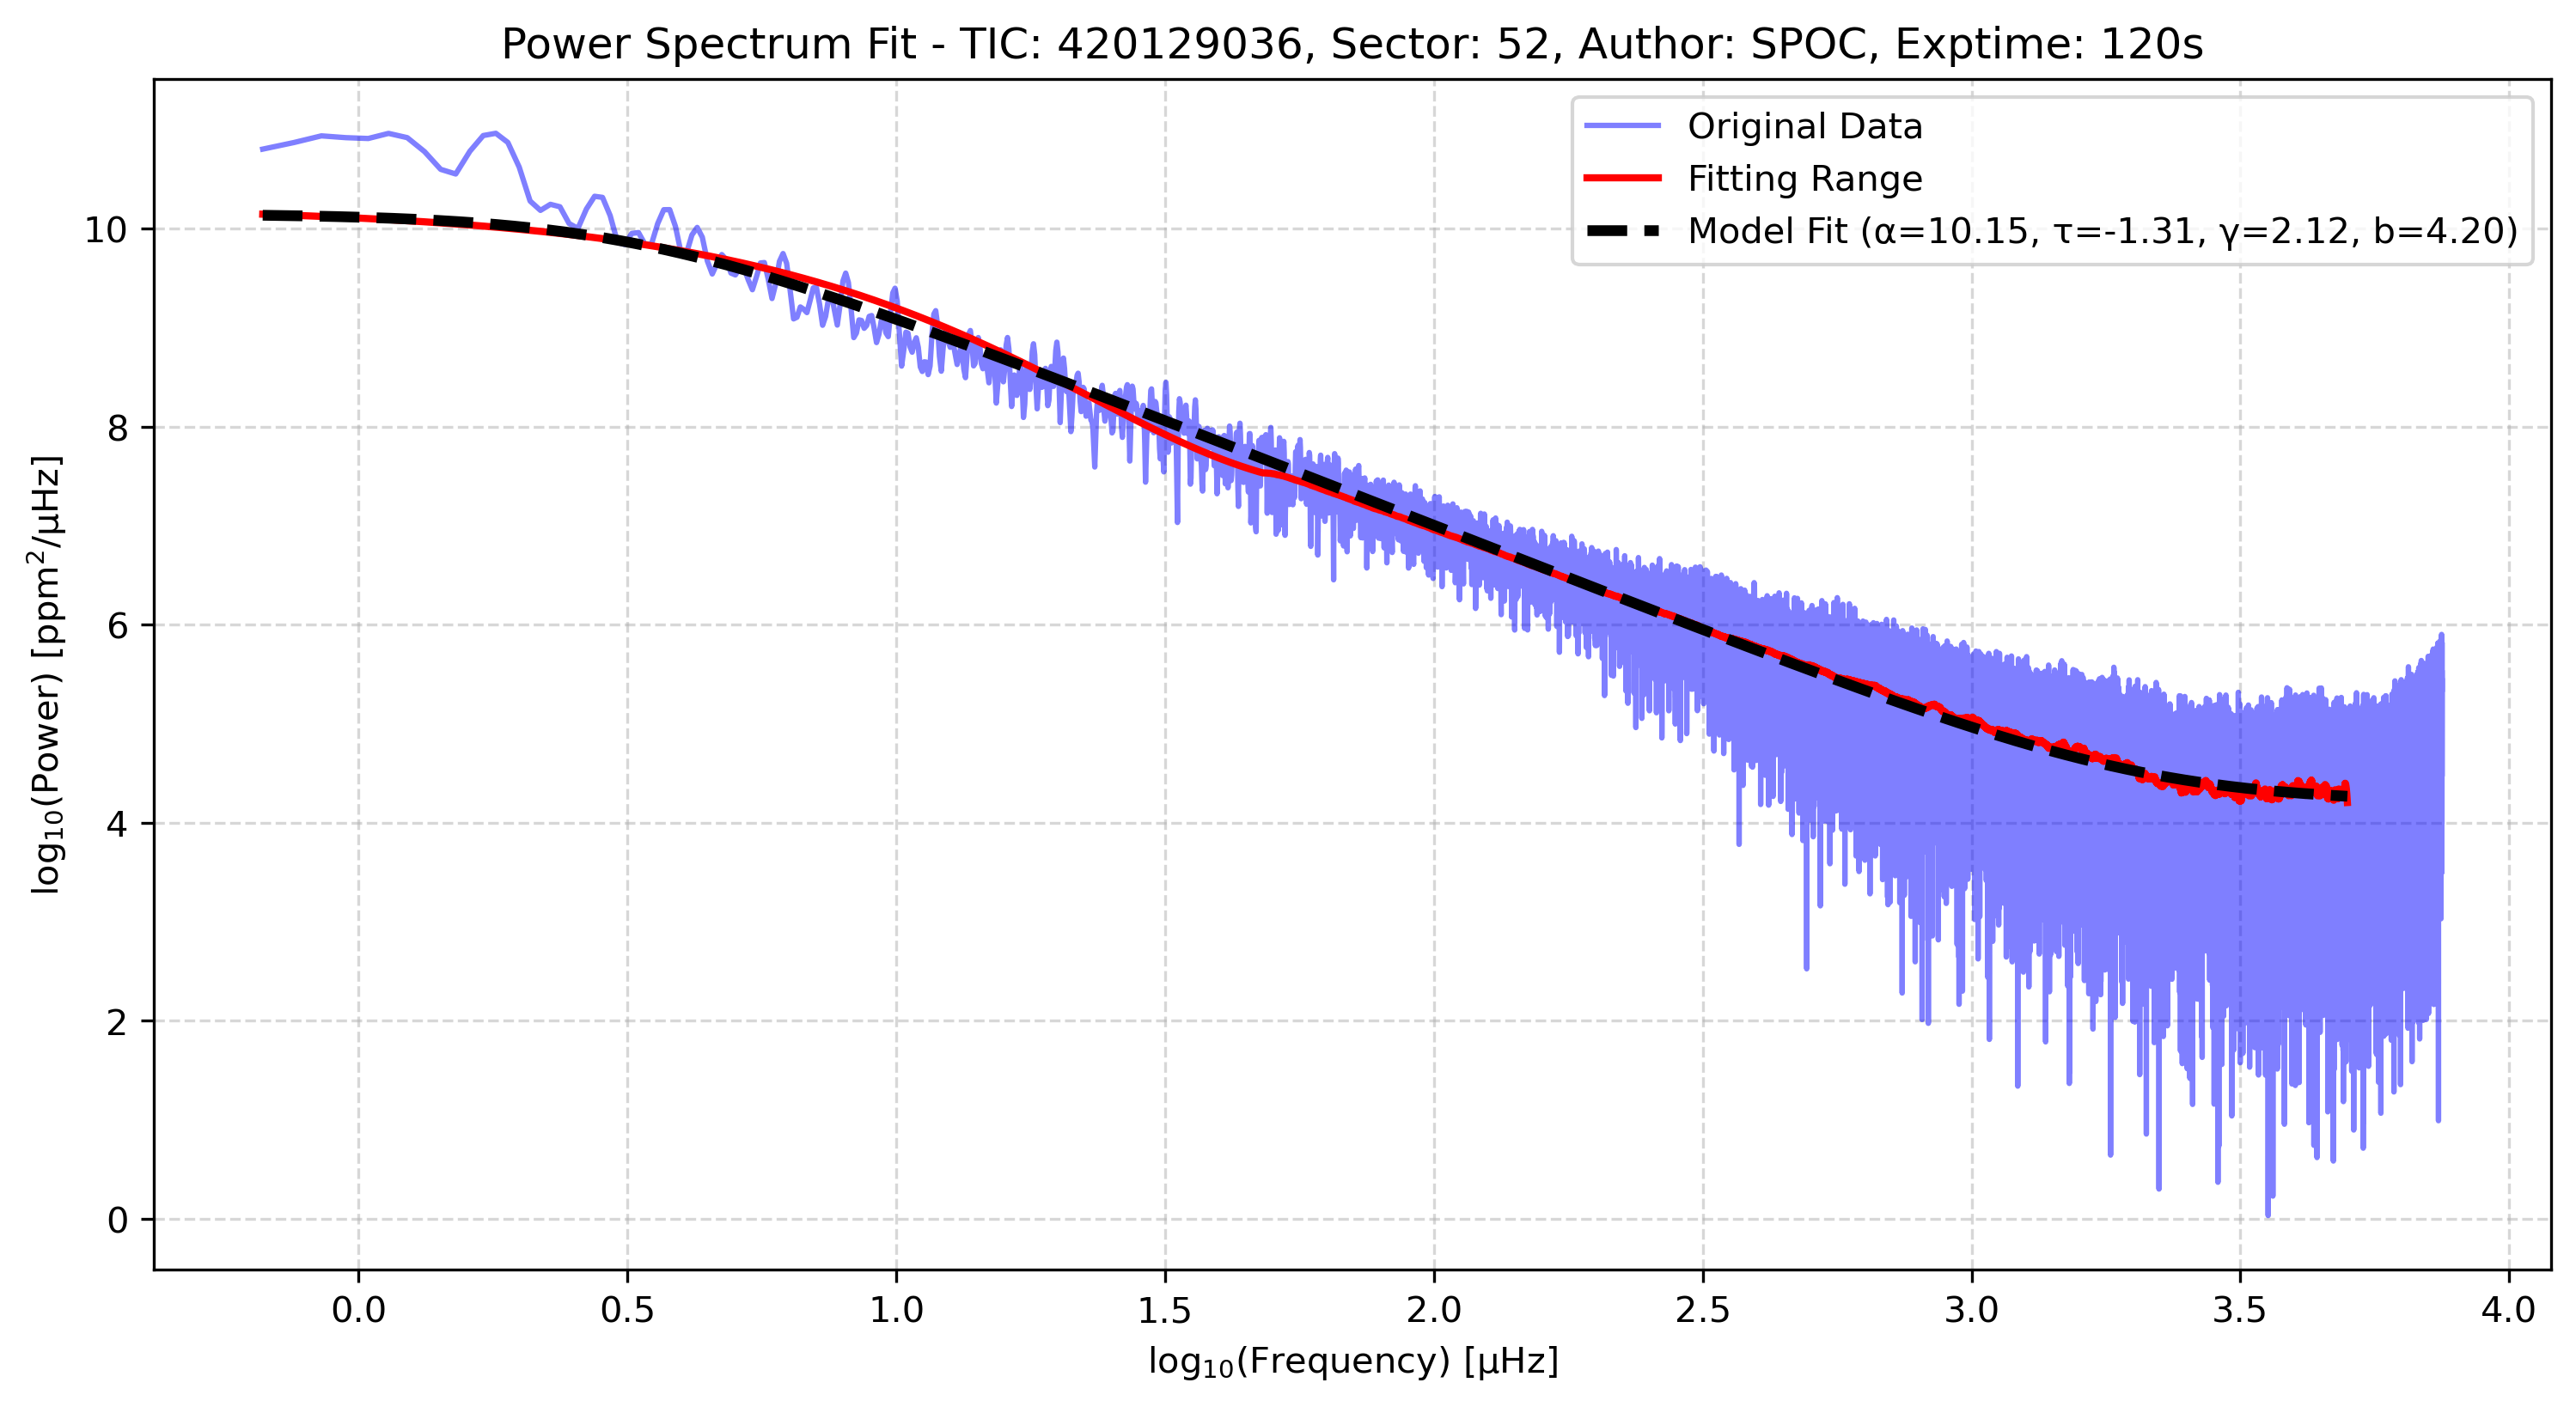 Power Spectrum Fit - TIC: 420129036, Sector: 52, Author: SPOC, Exptime: 120s
Original Data
Fitting Range
Model Fit (α=10.15, τ=-1.31, γ=2.12, b=4.20)
log₁₀(Power) [ppm²/μHz]
10
8
6
4
2
0
0.0 0.5 1.0 1.5 2.0 2.5 3.0 3.5 4.0
log₁₀(Frequency) [μHz]